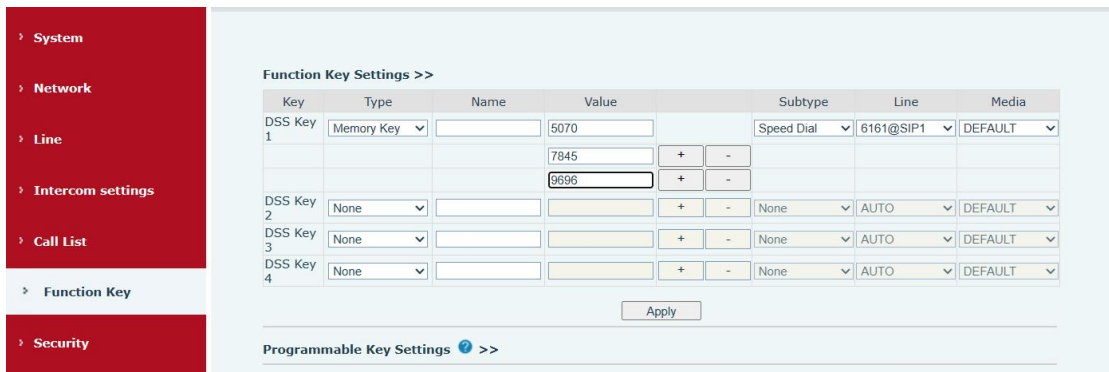 System
Network
Line
Intercom settings
Call List
Function Key
Security
Function Key Settings >>
Key Type Name Value Subtype Line Media
DSS Key 1 Memory Key 5070 Speed Dial 6161@SIP1 DEFAULT
7845 + -
9696 + -
DSS Key 2 None + - None AUTO DEFAULT
DSS Key 3 None + - None AUTO DEFAULT
DSS Key 4 None + - None AUTO DEFAULT
Apply
Programmable Key Settings ? >>